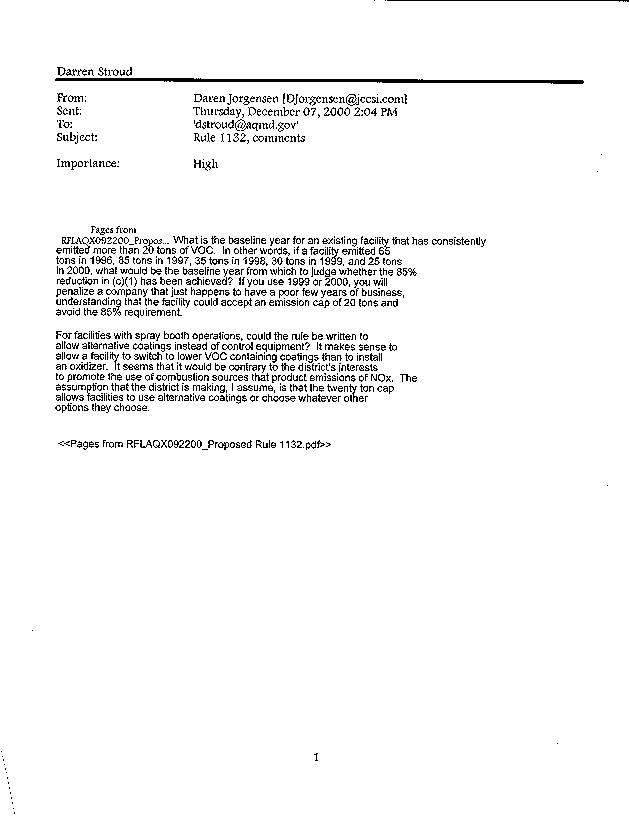 Darren Stroud
From: Daren Jorgensen [DJorgensen@jccsi.com]
Sent: Thursday, December 07, 2000 2:04 PM
To: 'dstroud@aqmd.gov'
Subject: Rule 1132, comments
Importance: High
Pages from
RFLAQX092200_Propos... What is the baseline year for an existing facility that has consistently
emitted more than 20 tons of VOC. In other words, if a facility emitted 65
tons in 1996, 85 tons in 1997, 35 tons in 1998, 30 tons in 1999, and 25 tons
in 2000, what would be the baseline year from which to judge whether the 85%
reduction in (c)(1) has been achieved? If you use 1999 or 2000, you will
penalize a company that just happens to have a poor few years of business,
understanding that the facility could accept an emission cap of 20 tons and
avoid the 85% requirement.
For facilities with spray booth operations, could the rule be written to
allow alternative coatings instead of control equipment? It makes sense to
allow a facility to switch to lower VOC containing coatings than to install
an oxidizer. It seems that it would be contrary to the district's interests
to promote the use of combustion sources that product emissions of NOx. The
assumption that the district is making, I assume, is that the twenty ton cap
allows facilities to use alternative coatings or choose whatever other
options they choose.
<<Pages from RFLAQX092200_Proposed Rule 1132.pdf>>
1